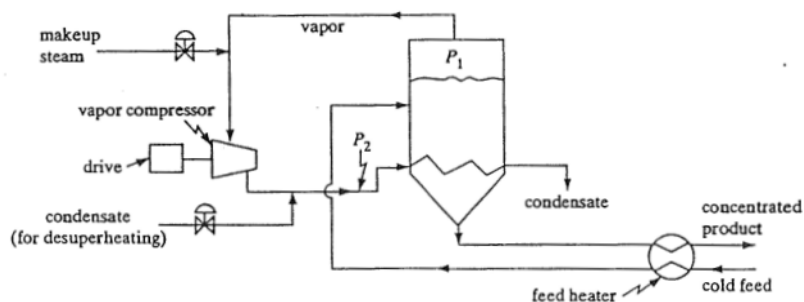 vapor
makeup
steam
P1
vapor compressor
P2
drive
condensate
(for desuperheating)
condensate
concentrated
product
cold feed
feed heater